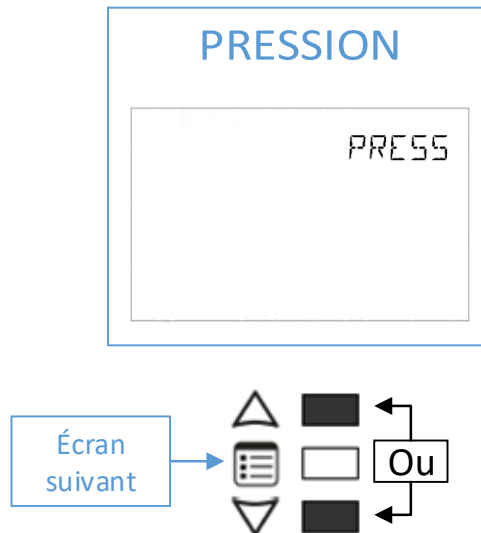 PRESSION
PRESS
Écran
suivant
Ou